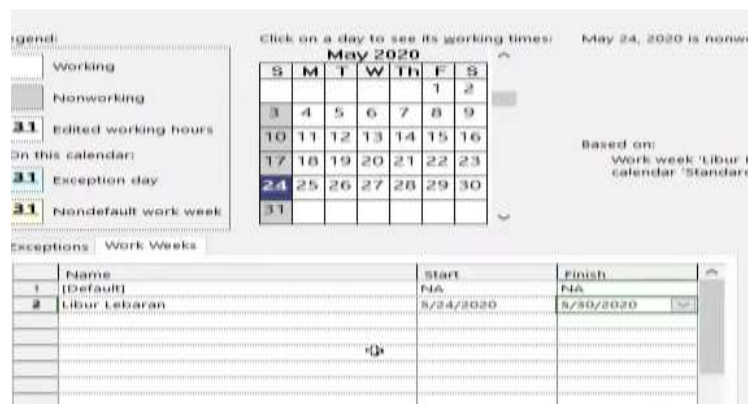 egend:
Working
Nonworking
31 Edited working hours
On this calendar:
31 Exception day
31 Nondefault work week
Click on a day to see its working times:
May 2020
S M T W Th F S
1 2
3 4 5 6 7 8 9
10 11 12 13 14 15 16
17 18 19 20 21 22 23
24 25 26 27 28 29 30
31
May 24, 2020 is nonwo
Based on:
Work week 'Libur
calendar 'Standard
Exceptions Work Weeks
Name Start Finish
1 [Default] NA NA
2 Libur Lebaran 5/24/2020 5/30/2020